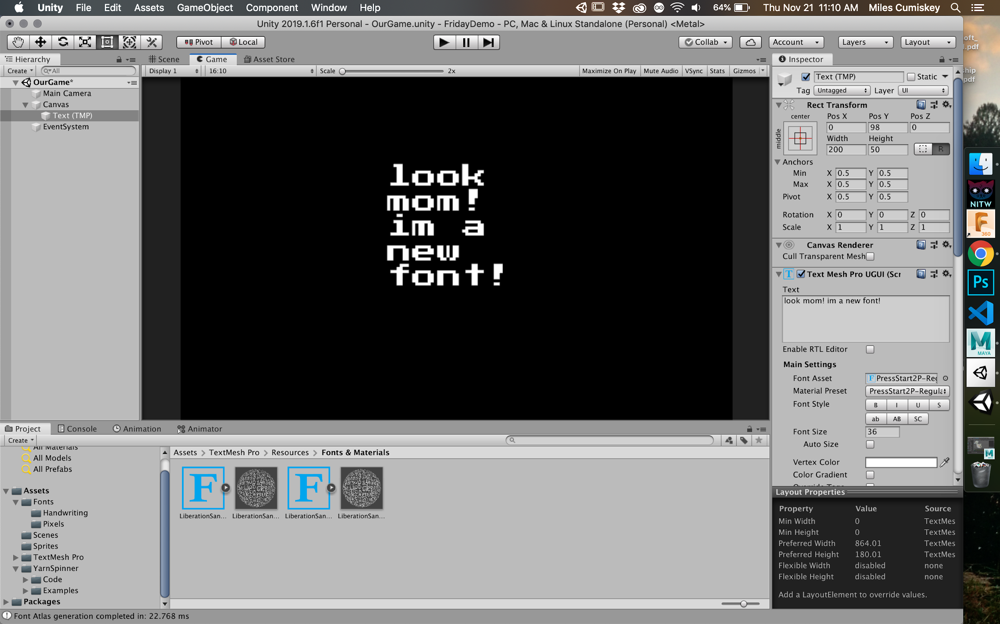 Unity File Edit Assets GameObject Component Window Help 64% Thu Nov 21 11:10 AM Miles Cumiskey
Unity 2019.1.6f1 Personal - OurGame.unity - FridayDemo - PC, Mac & Linux Standalone (Personal) <Metal>
Pivot Local Collab Account Layers Layout
Hierarchy
Create All
OurGame*
Main Camera
Canvas
Text (TMP)
EventSystem
Scene Game Asset Store
Display 1 16:10 Scale 2x Maximize On Play Mute Audio VSync Stats Gizmos
look
mom!
im a
new
font!
Inspector
Text (TMP) Static
Tag Untagged Layer UI
Rect Transform
center Pos X Pos Y Pos Z
middle 0 98 0
Width Height
200 50 R
Anchors
Min X 0.5 Y 0.5
Max X 0.5 Y 0.5
Pivot X 0.5 Y 0.5
Rotation X 0 Y 0 Z 0
Scale X 1 Y 1 Z 1
Canvas Renderer
Cull Transparent Mesh
T Text Mesh Pro UGUI (Scr
Text
look mom! im a new font!
Enable RTL Editor
Main Settings
Font Asset F PressStart2P-Reg
Material Preset PressStart2P-Regula
Font Style B I U S
ab AB SC
Font Size 36
Auto Size
Vertex Color
Color Gradient
Layout Properties
Property Value Source
Min Width 0 TextMes
Min Height 0 TextMes
Preferred Width 864.01 TextMes
Preferred Height 180.01 TextMes
Flexible Width disabled none
Flexible Height disabled none
Add a LayoutElement to override values.
Project Console Animation Animator
Create
All Materials
All Models
All Prefabs
Assets
Fonts
Handwriting
Pixels
Scenes
Sprites
TextMesh Pro
YarnSpinner
Code
Examples
Packages
Assets > TextMesh Pro > Resources > Fonts & Materials
F F
LiberationSan... LiberationSan... LiberationSan... LiberationSan...
Font Atlas generation completed in: 22.768 ms
oft_
.pdf
hip
pdf
NITW
F
360
Ps
M
MAYA
M